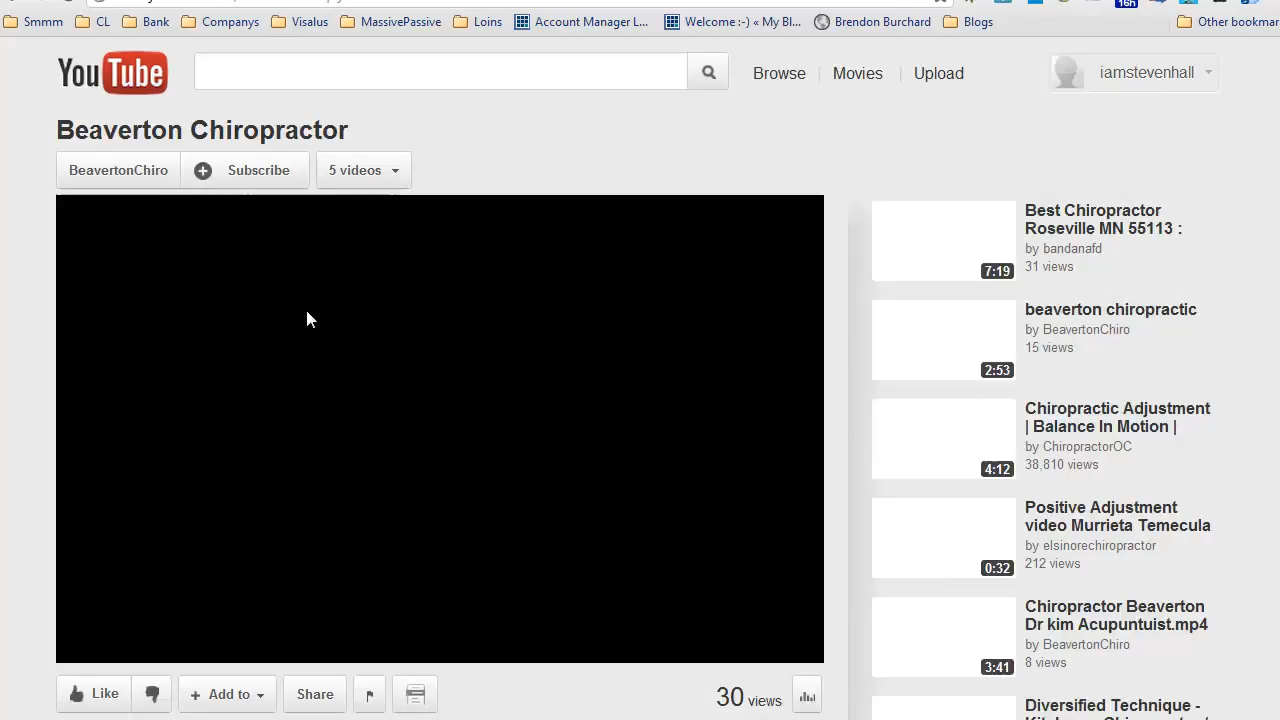 Smmm CL Bank Companys Visalus MassivePassive Loins Account Manager L... Welcome :-) « My Bl... Brendon Burchard Blogs Other bookmar
16h
YouTube Browse Movies Upload iamstevenhall
Beaverton Chiropractor
BeavertonChiro Subscribe 5 videos
Best Chiropractor
Roseville MN 55113 :
by bandanafd
31 views
7:19
beaverton chiropractic
by BeavertonChiro
15 views
2:53
Chiropractic Adjustment
| Balance In Motion |
by ChiropractorOC
38,810 views
4:12
Positive Adjustment
video Murrieta Temecula
by elsinorechiropractor
212 views
0:32
Chiropractor Beaverton
Dr kim Acupuntuist.mp4
by BeavertonChiro
8 views
3:41
Diversified Technique -
Like Add to Share 30 views